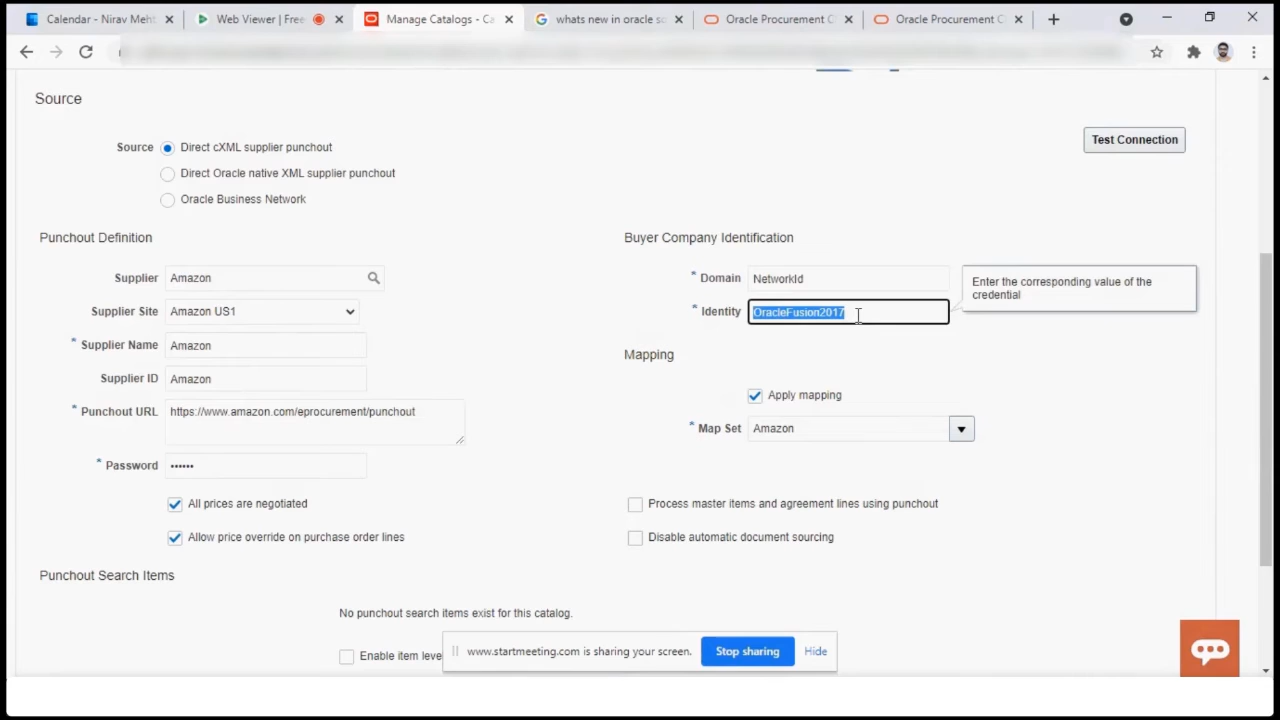 Calendar - Nirav Meht
Web Viewer | Free
Manage Catalogs - Ca
whats new in oracle sc
Oracle Procurement C
Oracle Procurement C
Source
Source
Direct cXML supplier punchout
Test Connection
Direct Oracle native XML supplier punchout
Oracle Business Network
Punchout Definition
Buyer Company Identification
Supplier Amazon
* Domain NetworkId
Enter the corresponding value of the
credential
Supplier Site Amazon US1
* Identity OracleFusion2017
* Supplier Name Amazon
Mapping
Supplier ID Amazon
Apply mapping
* Punchout URL https://www.amazon.com/eprocurement/punchout
* Map Set Amazon
* Password ••••••
All prices are negotiated
Process master items and agreement lines using punchout
Allow price override on purchase order lines
Disable automatic document sourcing
Punchout Search Items
No punchout search items exist for this catalog.
Enable item leve
www.startmeeting.com is sharing your screen.
Stop sharing
Hide